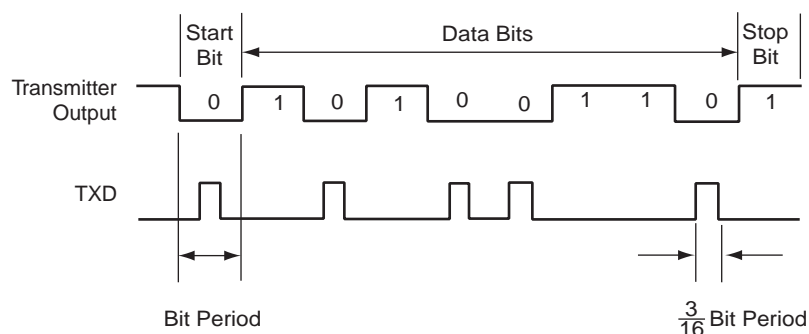 Start
Bit
Data Bits
Stop
Bit
Transmitter
Output
0 1 0 1 0 0 1 1 0 1
TXD
Bit Period
3
16 Bit Period